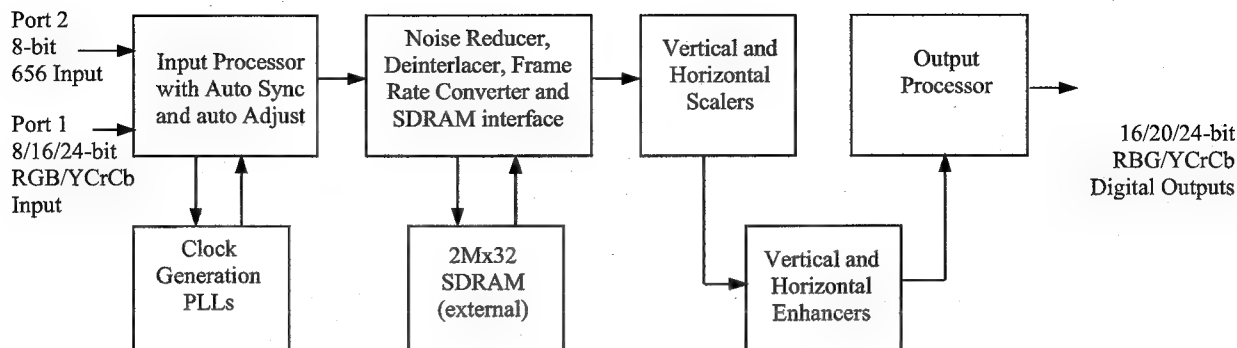 Port 2
8-bit
656 Input
Port 1
8/16/24-bit
RGB/YCrCb
Input
Input Processor
with Auto Sync
and auto Adjust
Clock
Generation
PLLs
Noise Reducer,
Deinterlacer, Frame
Rate Converter and
SDRAM interface
2Mx32
SDRAM
(external)
Vertical and
Horizontal
Scalers
Vertical and
Horizontal
Enhancers
Output
Processor
16/20/24-bit
RBG/YCrCb
Digital Outputs